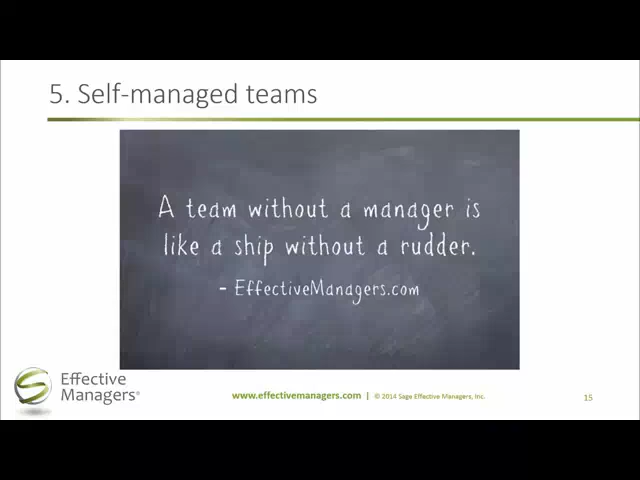 5. Self-managed teams
A team without a manager is
like a ship without a rudder.
- EffectiveManagers.com
Effective
Managers®
www.effectivemanagers.com | © 2014 Sage Effective Managers, Inc.
15